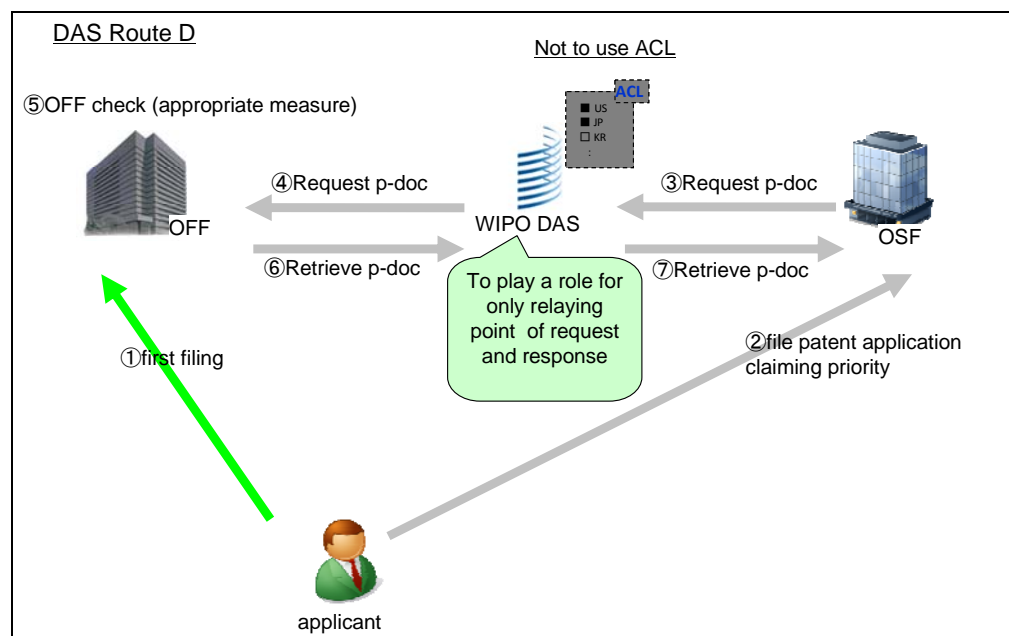 DAS Route D
Not to use ACL
ACL
■ US
■ JP
□ KR
:
⑤OFF check (appropriate measure)
④Request p-doc
③Request p-doc
OFF
WIPO DAS
OSF
⑥Retrieve p-doc
⑦Retrieve p-doc
To play a role for
only relaying
point of request
and response
①first filing
②file patent application
claiming priority
applicant